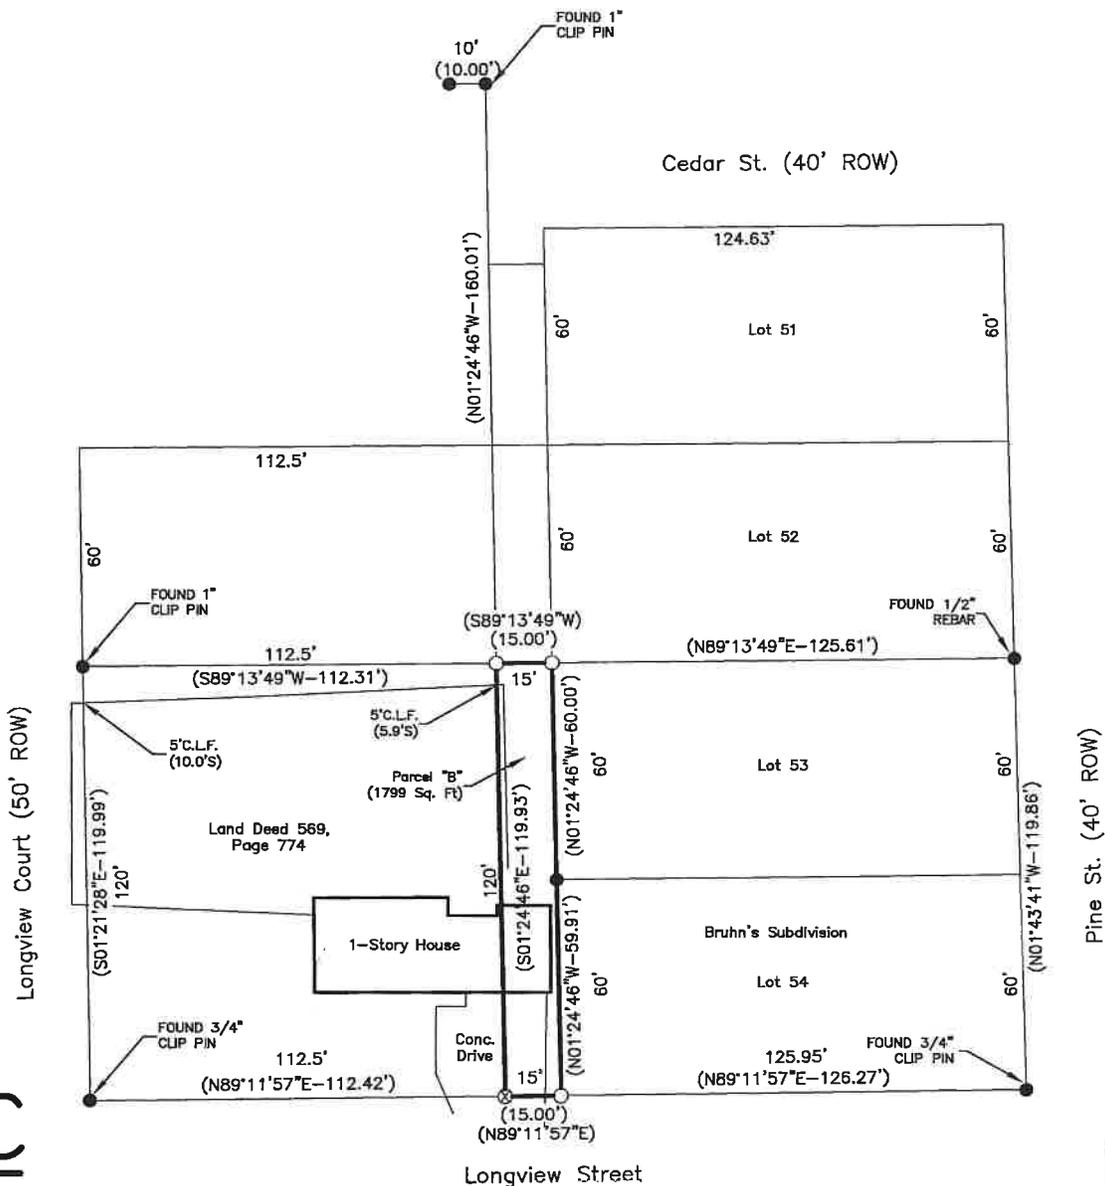 FOUND 1"
CLIP PIN
10'
(10.00')
Cedar St. (40' ROW)
124.63'
(N01°24'46"W-160.01')
60'
Lot 51
60'
112.5'
60'
60'
Lot 52
60'
FOUND 1"
CLIP PIN
FOUND 1/2"
REBAR
(S89°13'49"W)
(15.00')
112.5'
(S89°13'49"W-112.31')
15'
(N89°13'49"E-125.61')
5'C.L.F.
(10.0'S)
5'C.L.F.
(5.9'S)
Parcel "B"
(1799 Sq. Ft)
(N01°24'46"W-60.00')
60'
Lot 53
60'
Longview Court (50' ROW)
(S01°21'28"E-119.99')
120'
Land Deed 569,
Page 774
120'
(S01°24'46"E-119.93')
(N01°43'41"W-119.86')
Pine St. (40' ROW)
1-Story House
Bruhn's Subdivision
(N01°24'46"W-59.91')
60'
Lot 54
60'
FOUND 3/4"
CLIP PIN
Conc.
Drive
FOUND 3/4"
CLIP PIN
112.5'
(N89°11'57"E-112.42')
15'
(15.00')
(N89°11'57"E)
125.95'
(N89°11'57"E-126.27')
Longview Street